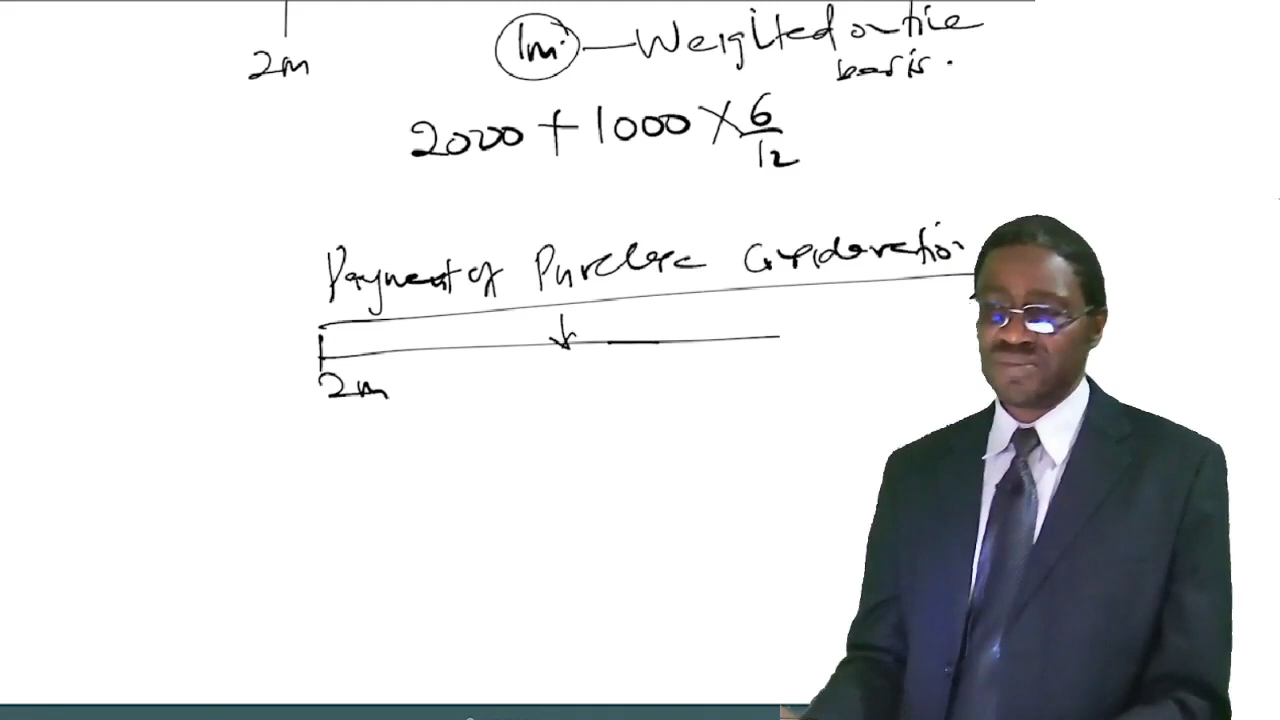 2m
1m — Weighted on time
basis.
2000 + 1000 × 6/12
Payment of Purchase Consideration
2m